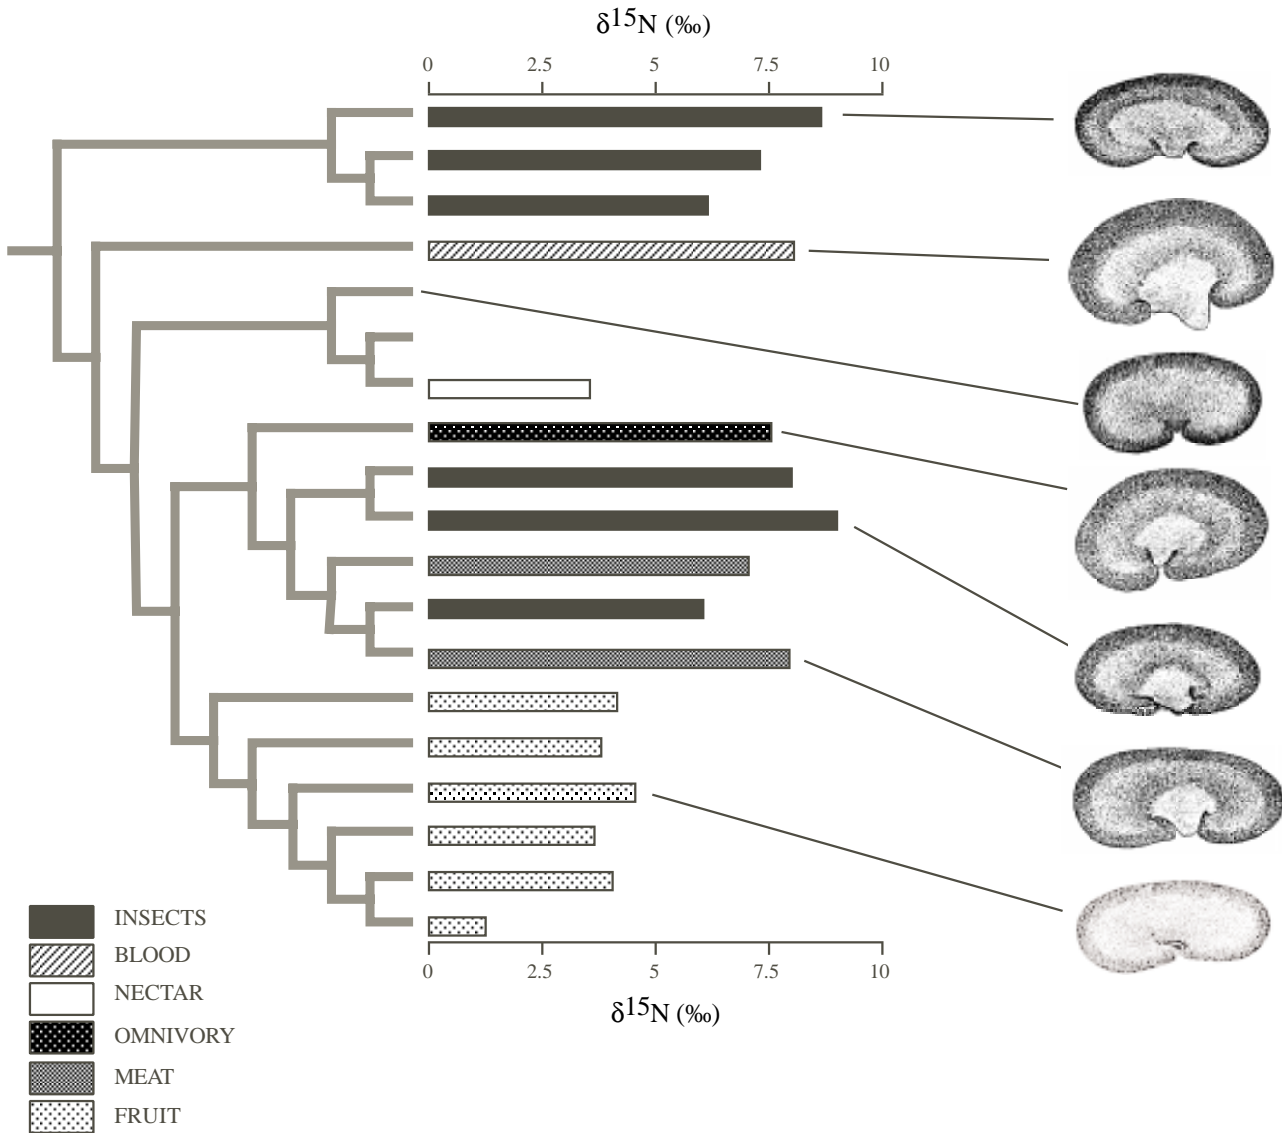 δ15N (‰)
0 2.5 5 7.5 10
0 2.5 5 7.5 10
δ15N (‰)
INSECTS
BLOOD
NECTAR
OMNIVORY
MEAT
FRUIT